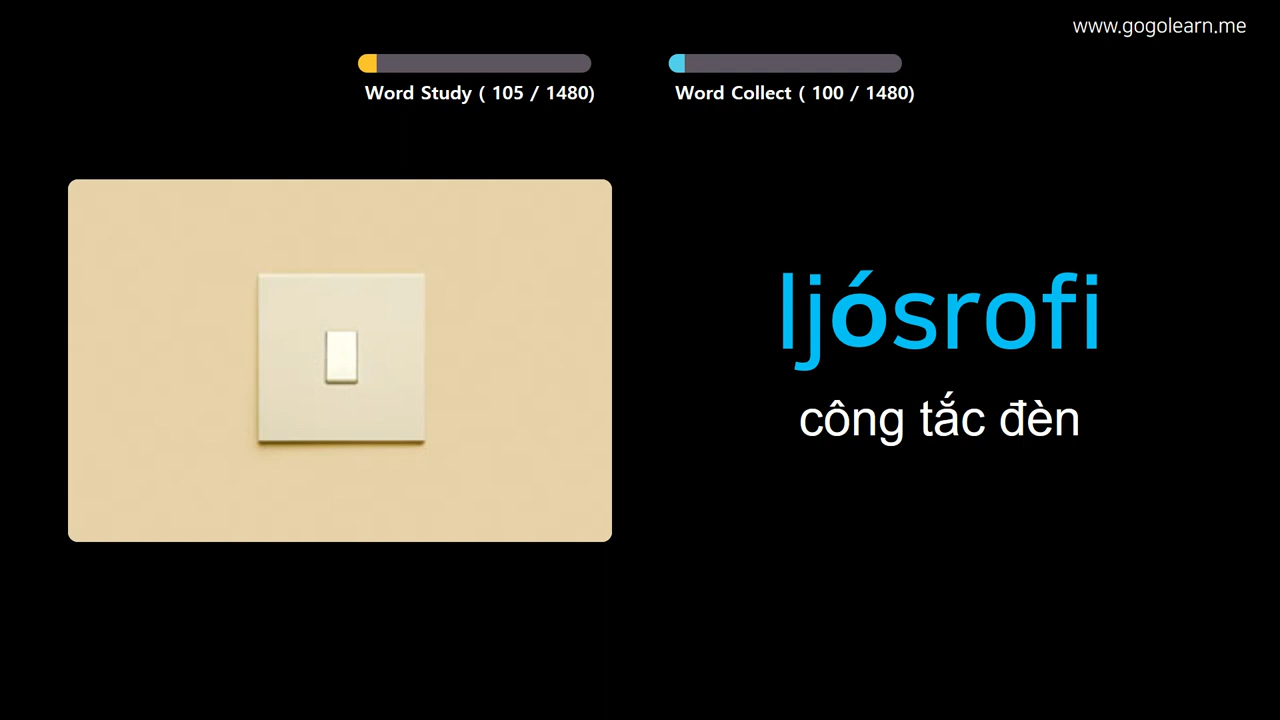 www.gogolearn.me
Word Study ( 105 / 1480)
Word Collect ( 100 / 1480)
ljósrofi
công tắc đèn